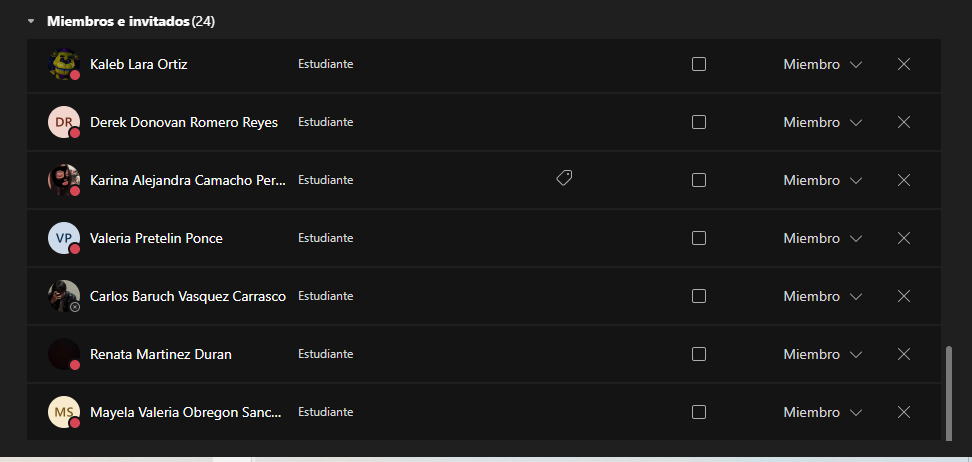 Miembros e invitados (24)
Kaleb Lara Ortiz Estudiante Miembro
DR Derek Donovan Romero Reyes Estudiante Miembro
Karina Alejandra Camacho Per... Estudiante Miembro
VP Valeria Pretelin Ponce Estudiante Miembro
Carlos Baruch Vasquez Carrasco Estudiante Miembro
Renata Martinez Duran Estudiante Miembro
MS Mayela Valeria Obregon Sanc... Estudiante Miembro